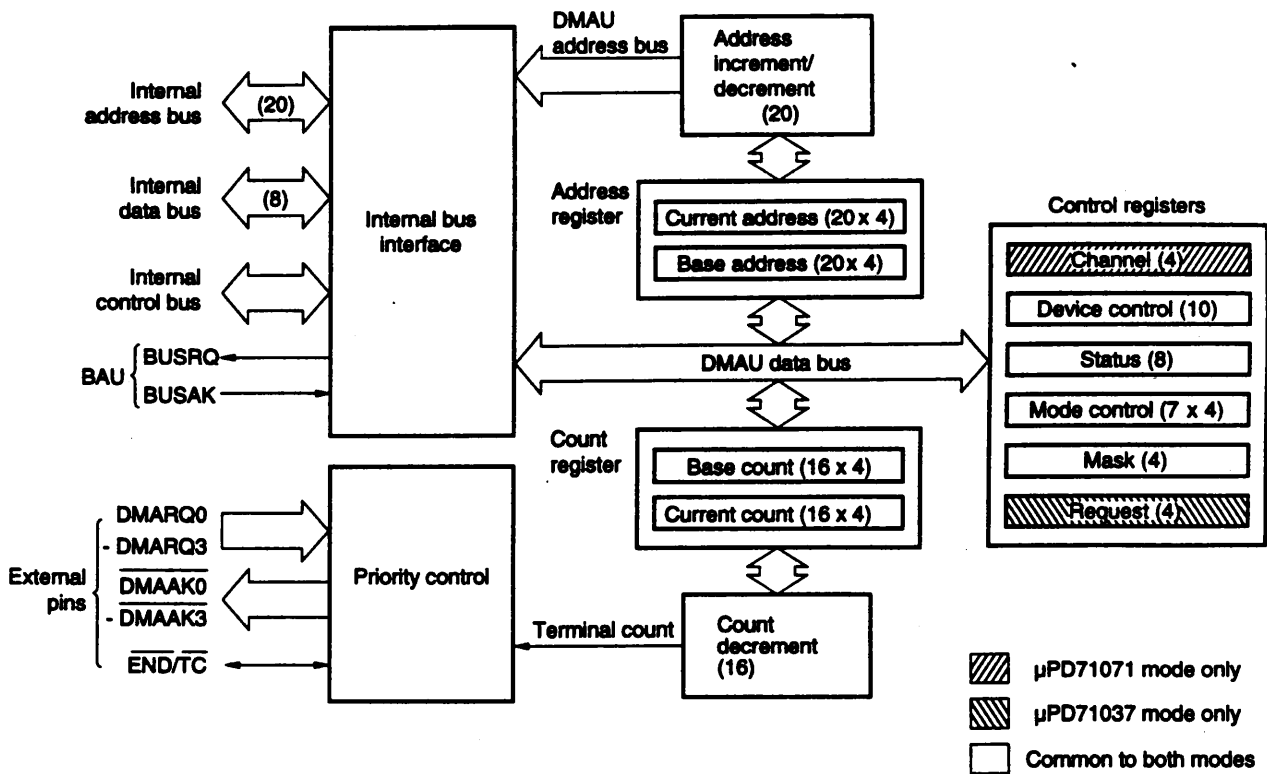 DMAU
address bus
Address
increment/
decrement
(20)
Internal
address bus
(20)
Internal
data bus
(8)
Internal
control bus
Internal bus
interface
BAU
BUSRQ
BUSAK
Address
register
Current address (20 x 4)
Base address (20 x 4)
DMAU data bus
Control registers
Channel (4)
Device control (10)
Status (8)
Mode control (7 x 4)
Mask (4)
Request (4)
Count
register
Base count (16 x 4)
Current count (16 x 4)
External
pins
DMARQ0
- DMARQ3
DMAAK0
- DMAAK3
END/TC
Priority control
Terminal count
Count
decrement
(16)
µPD71071 mode only
µPD71037 mode only
Common to both modes